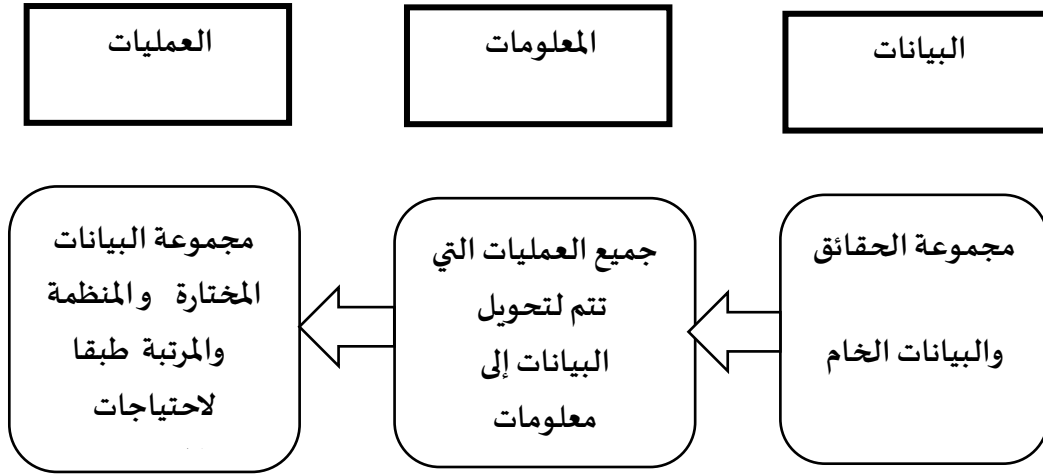 البيانات
المعلومات
العمليات
مجموعة الحقائق
والبيانات الخام
جميع العمليات التي
تتم لتحويل
البيانات إلى
معلومات
مجموعة البيانات
المختارة والمنظمة
والمرتبة طبقا
لاحتياجات